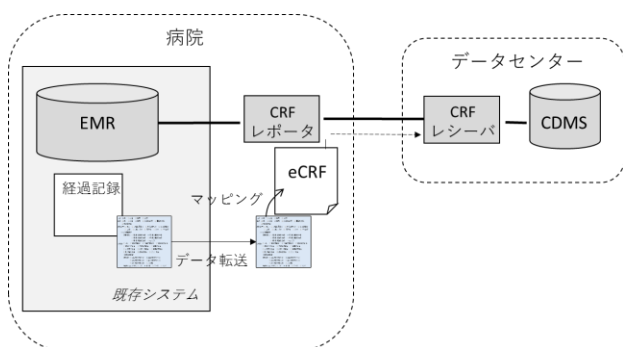 病院
データセンター
EMR
CRF
レポータ
CRF
レシーバ
CDMS
eCRF
経過記録
マッピング
データ転送
既存システム